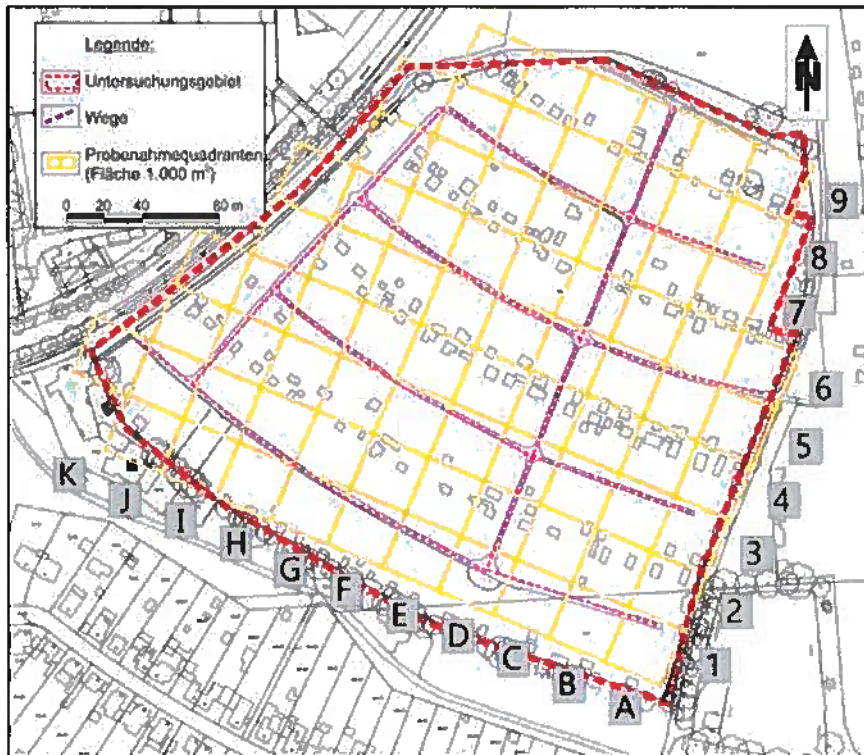 Legende:
Untersuchungsgebiet
Wege
Probenahmequadranten
(Fläche 1.000 m²)
0 20 40 80 m
N
9
8
7
6
5
4
3
2
1
K
J
I
H
G
F
E
D
C
B
A